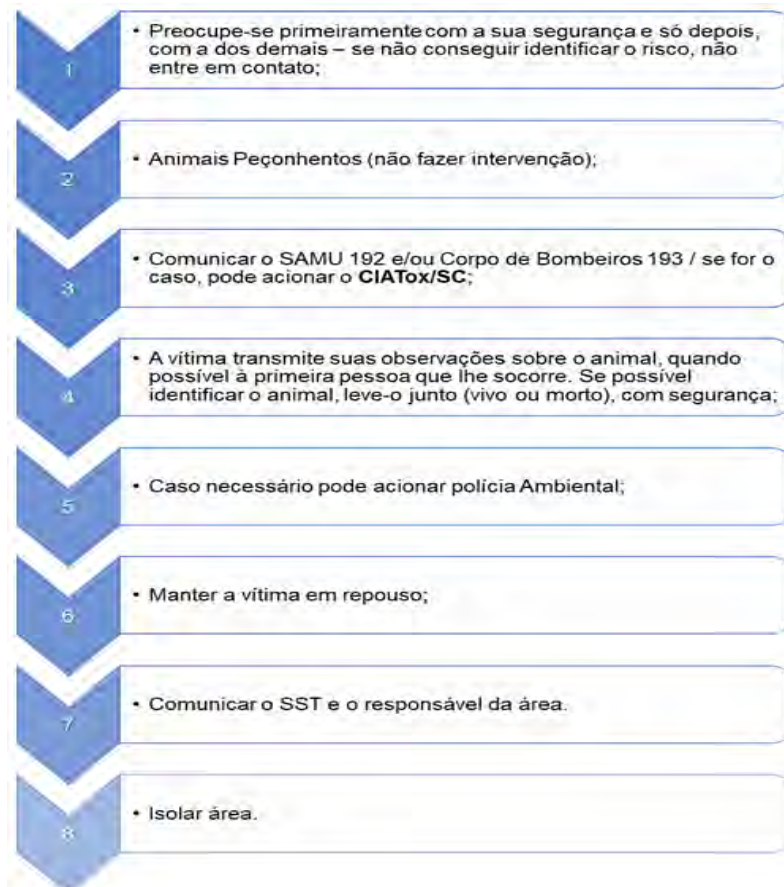 1
• Preocupe-se primeiramente com a sua segurança e só depois,
com a dos demais – se não conseguir identificar o risco, não
entre em contato;
2
• Animais Peçonhentos (não fazer intervenção);
3
• Comunicar o SAMU 192 e/ou Corpo de Bombeiros 193 / se for o
caso, pode acionar o CIATox/SC;
4
• A vítima transmite suas observações sobre o animal, quando
possível à primeira pessoa que lhe socorre. Se possível
identificar o animal, leve-o junto (vivo ou morto), com segurança;
5
• Caso necessário pode acionar polícia Ambiental;
6
• Manter a vítima em repouso;
7
• Comunicar o SST e o responsável da área.
8
• Isolar área.